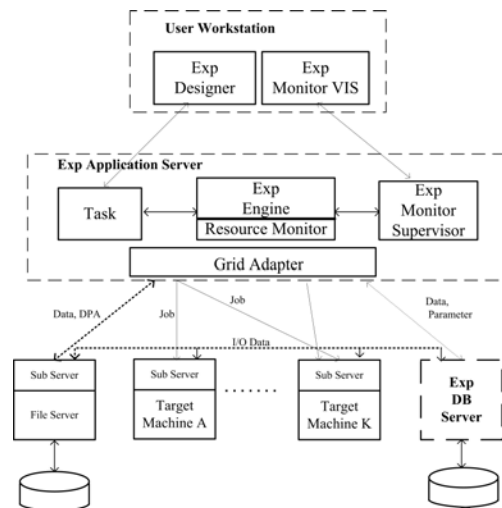 User Workstation
Exp
Designer
Exp
Monitor VIS
Exp Application Server
Task
Exp
Engine
Resource Monitor
Exp
Monitor
Supervisor
Grid Adapter
Data, DPA
Job
Job
Data,
Parameter
I/O Data
Sub Server
File Server
Sub Server
Target
Machine A
Sub Server
Target
Machine K
Exp
DB
Server